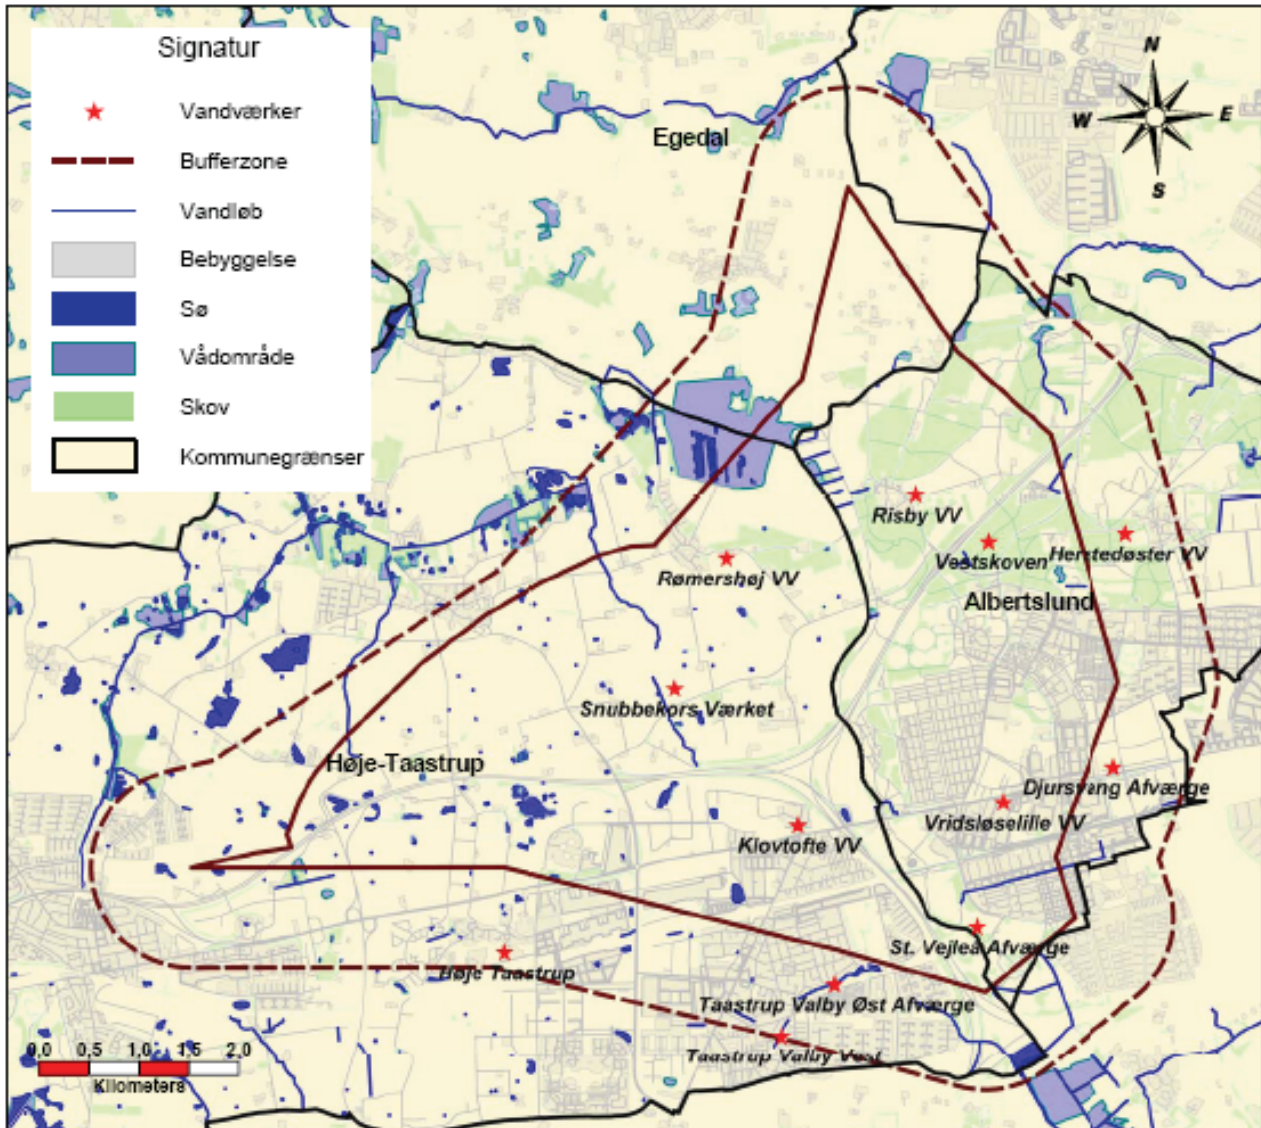 Signatur
Vandværker
Bufferzone
Vandløb
Bebyggelse
Sø
Vådområde
Skov
Kommunegrænser
N
W E
S
Egedal
Risby VV
Vestskoven
Herstedøster VV
Rømershøj VV
Albertslund
Snubbekors Værket
Høje-Taastrup
Djursvang Afværge
Vridsløselille VV
Klovtofte VV
St. Vejleå Afværge
Høje Taastrup
Taastrup Valby Øst Afværge
Taastrup Valby Vest
0,0 0,5 1,0 1,5 2,0
Kilometers